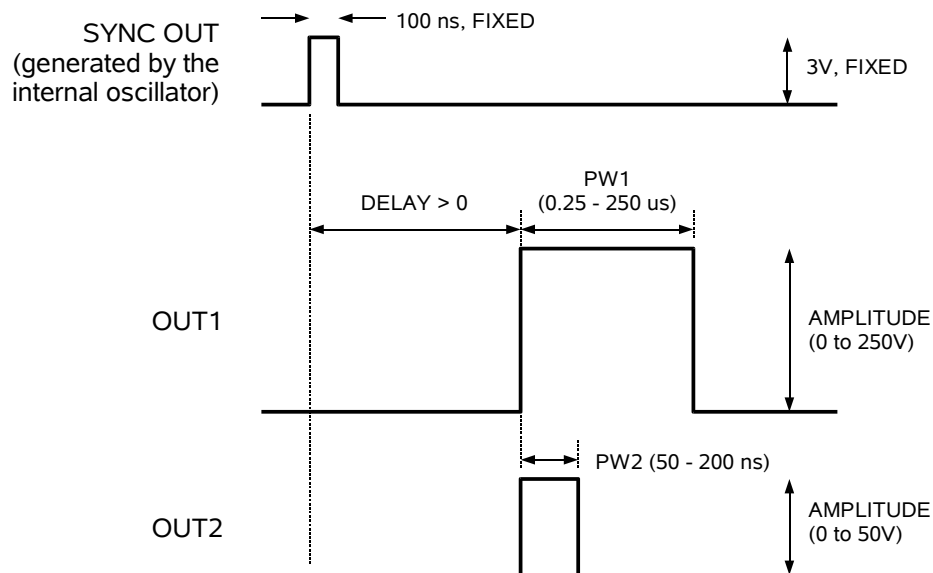 100 ns, FIXED
SYNC OUT
(generated by the
internal oscillator)
3V, FIXED
PW1
(0.25 - 250 us)
DELAY > 0
OUT1
AMPLITUDE
(0 to 250V)
PW2 (50 - 200 ns)
OUT2
AMPLITUDE
(0 to 50V)